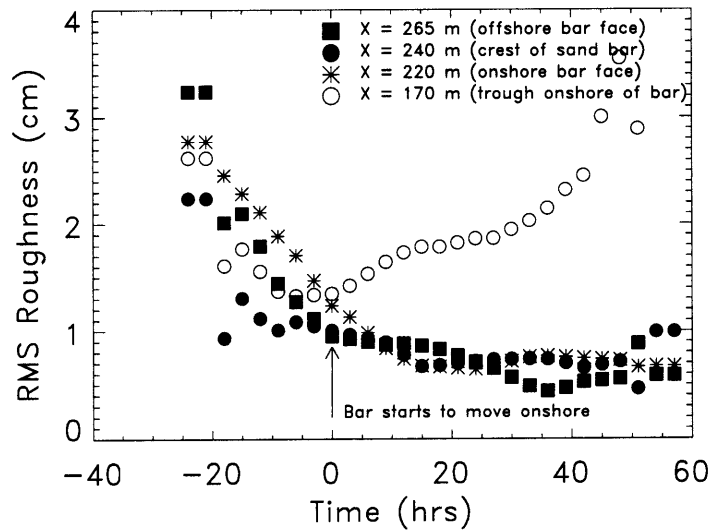 X = 265 m (offshore bar face)
X = 240 m (crest of sand bar)
X = 220 m (onshore bar face)
X = 170 m (trough onshore of bar)
RMS Roughness (cm)
4
3
2
1
0
Bar starts to move onshore
-40 -20 0 20 40 60
Time (hrs)